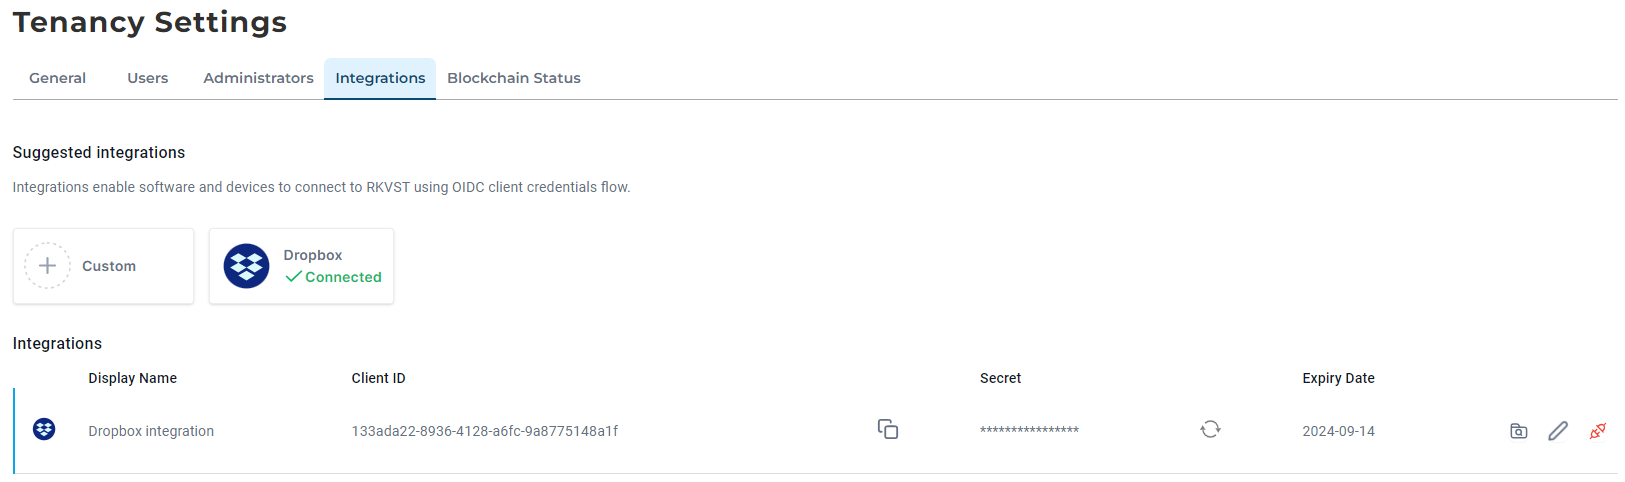 Tenancy Settings
General Users Administrators Integrations Blockchain Status
Suggested integrations
Integrations enable software and devices to connect to RKVST using OIDC client credentials flow.
Custom
Dropbox
Connected
Integrations
Display Name Client ID Secret Expiry Date
Dropbox integration 133ada22-8936-4128-a6fc-9a8775148a1f **************** 2024-09-14